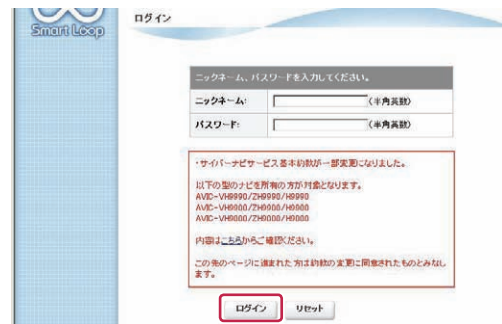 Smart Loop
ログイン
ニックネーム、パスワードを入力してください。
ニックネーム: (半角英数)
パスワード: (半角英数)
・サイバーナビサービス基本約款が一部変更になりました。
以下の型のナビを所有の方が対象となります。
AVIC-VH9990/ZH9990/H9990
AVIC-VH9900/ZH9900/H9900
AVIC-VH9000/ZH9000/H9000
内容はこちらからご確認ください。
この先のページに進まれた方は約款の変更に同意されたものとみなし
ます。
ログイン リセット